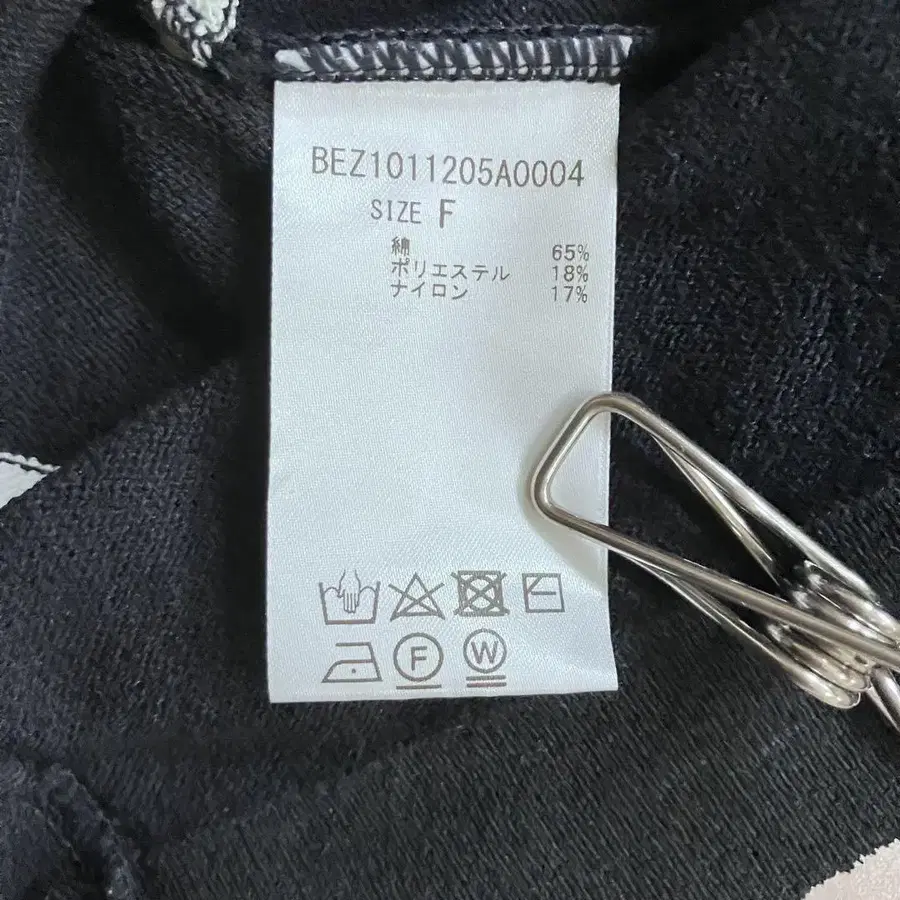 BEZ1011205A0004
SIZE F
綿 65%
ポリエステル 18%
ナイロン 17%
F W